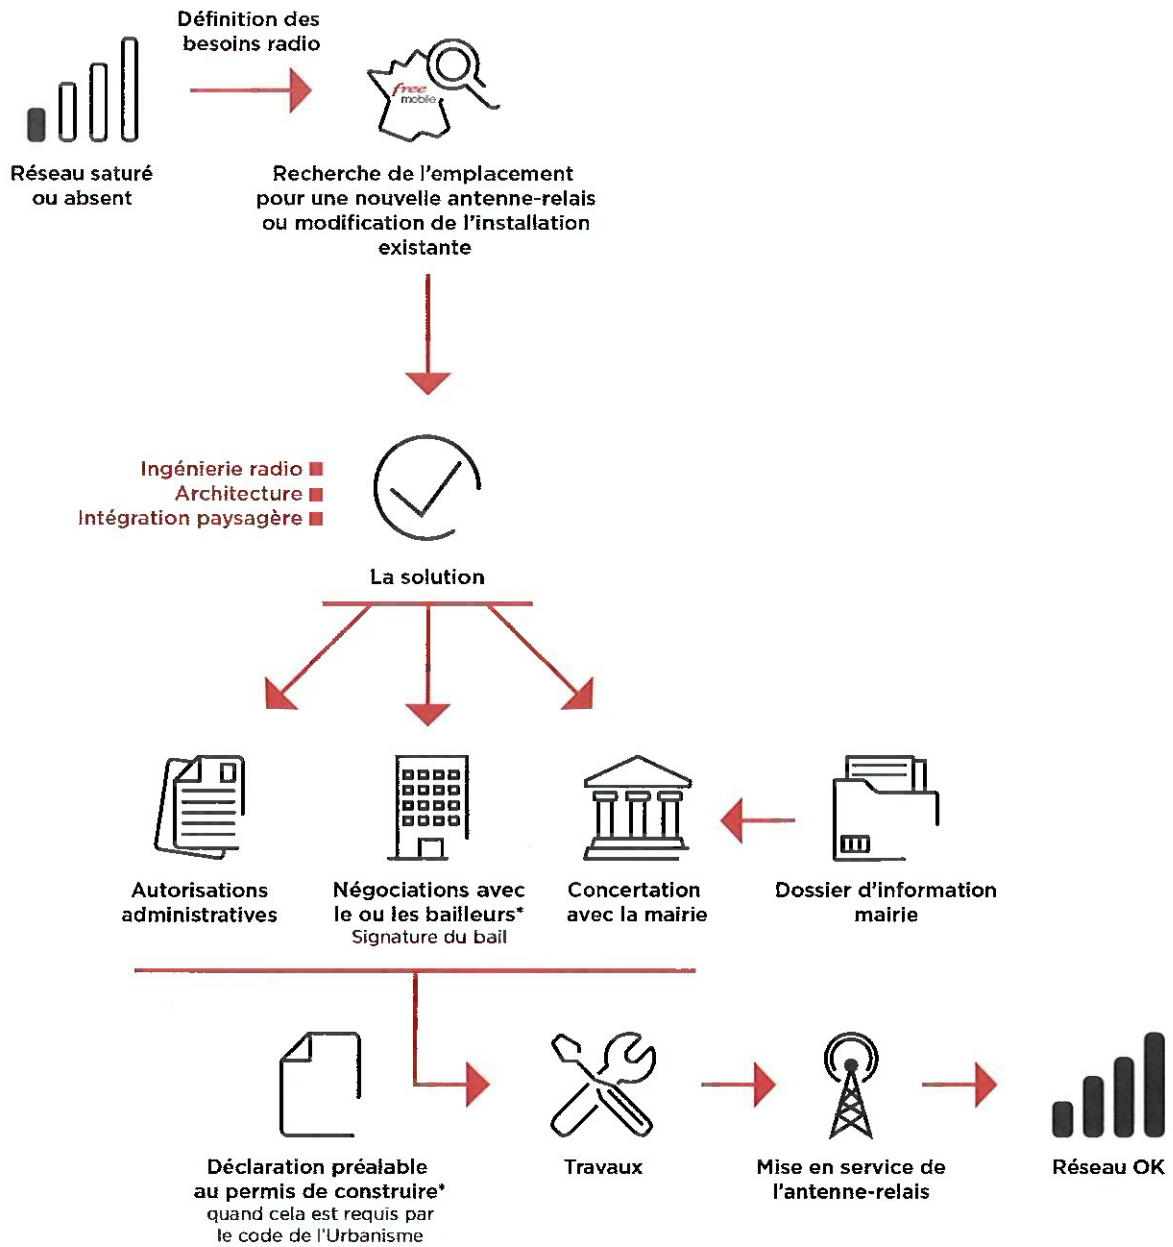 Définition des
besoins radio
free
mobile
Réseau saturé
ou absent
Recherche de l'emplacement
pour une nouvelle antenne-relais
ou modification de l'installation
existante
Ingénierie radio
Architecture
Intégration paysagère
La solution
Autorisations
administratives
Négociations avec
le ou les bailleurs*
Signature du bail
Concertation
avec la mairie
Dossier d'information
mairie
Déclaration préalable
au permis de construire*
quand cela est requis par
le code de l'Urbanisme
Travaux
Mise en service de
l'antenne-relais
Réseau OK